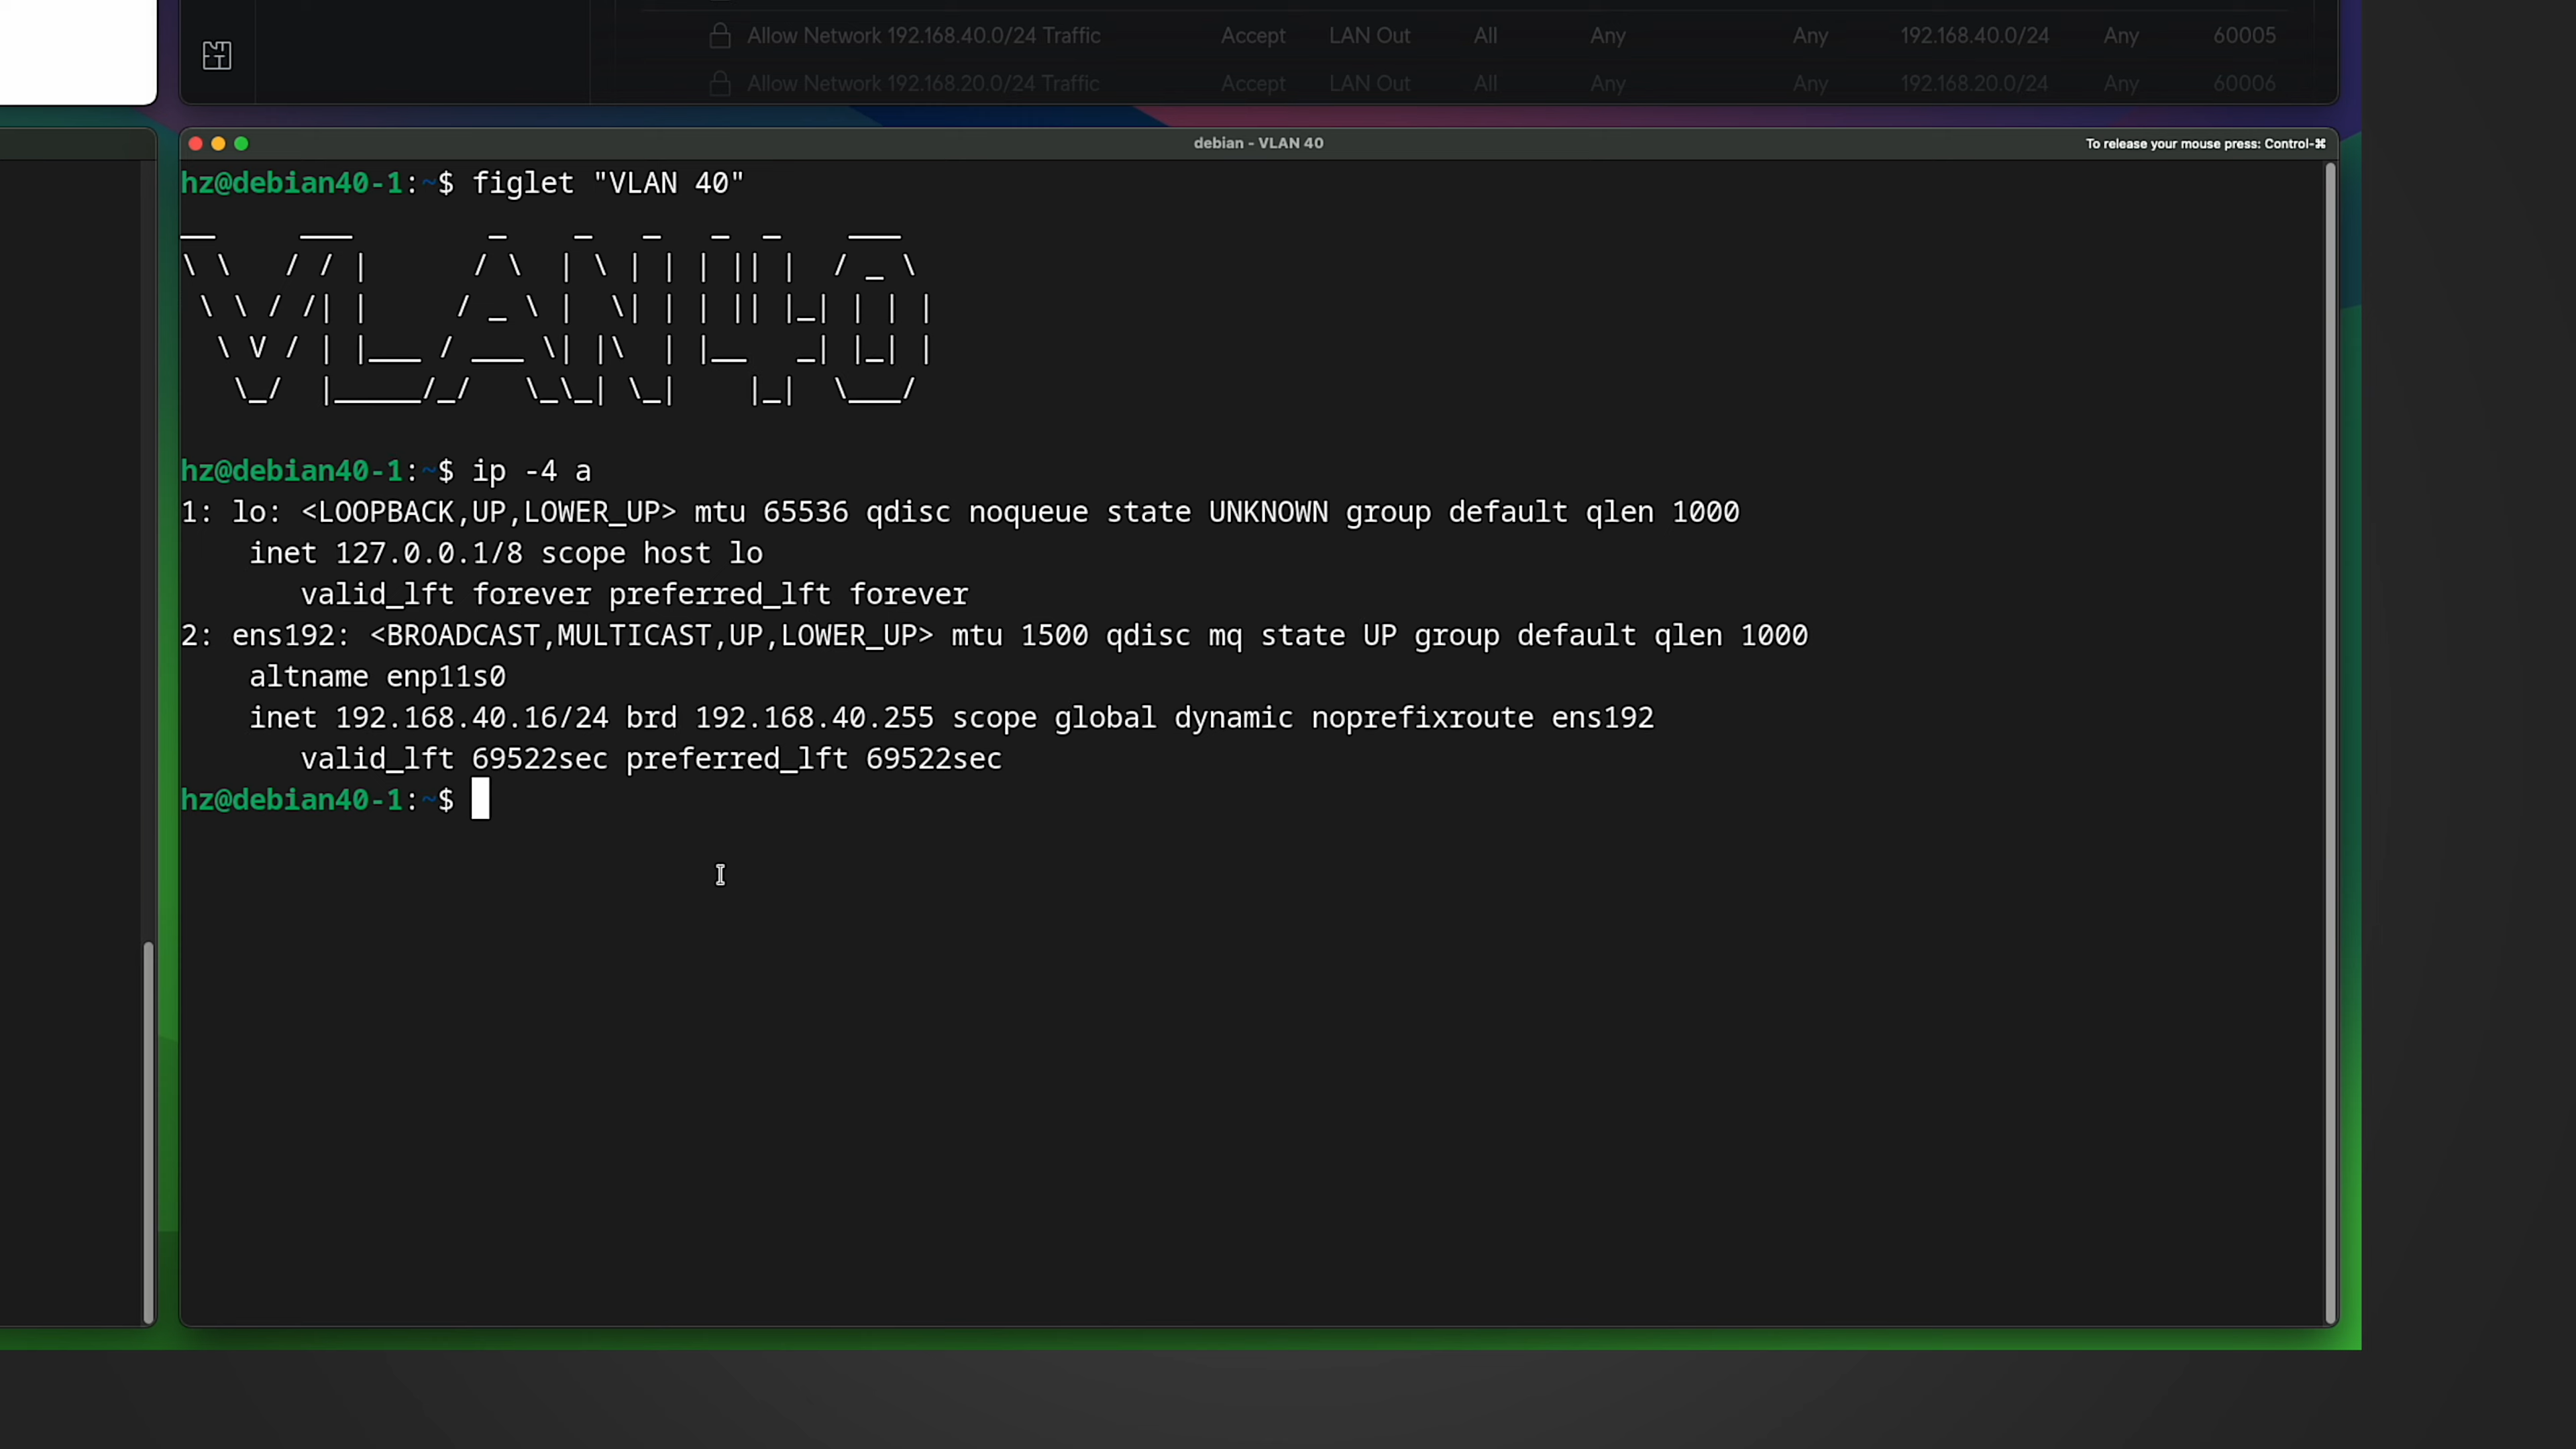 Allow Network 192.168.40.0/24 Traffic Accept LAN Out All Any Any 192.168.40.0/24 Any 60005
Allow Network 192.168.20.0/24 Traffic Accept LAN Out All Any Any 192.168.20.0/24 Any 60006
debian - VLAN 40 To release your mouse press: Control-⌘
hz@debian40-1:~$ figlet "VLAN 40"
VLAN 40
hz@debian40-1:~$ ip -4 a
1: lo: <LOOPBACK,UP,LOWER_UP> mtu 65536 qdisc noqueue state UNKNOWN group default qlen 1000
inet 127.0.0.1/8 scope host lo
valid_lft forever preferred_lft forever
2: ens192: <BROADCAST,MULTICAST,UP,LOWER_UP> mtu 1500 qdisc mq state UP group default qlen 1000
altname enp11s0
inet 192.168.40.16/24 brd 192.168.40.255 scope global dynamic noprefixroute ens192
valid_lft 69522sec preferred_lft 69522sec
hz@debian40-1:~$